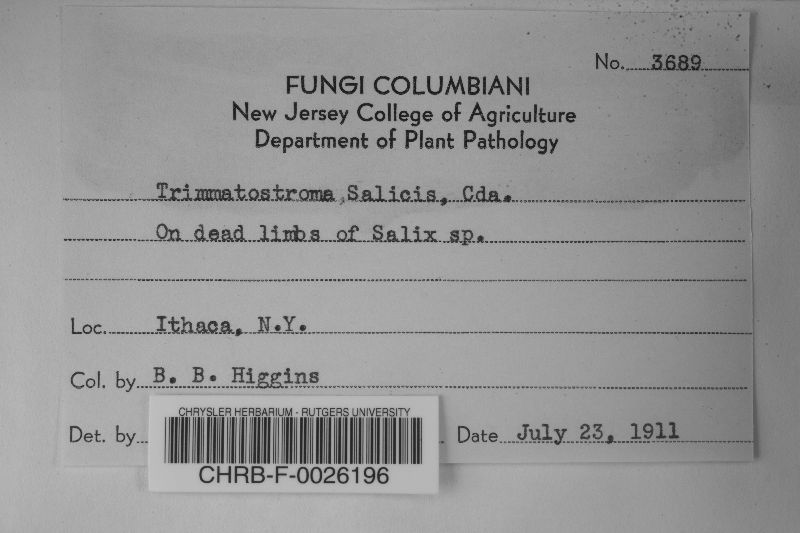 No. 3689
FUNGI COLUMBIANI
New Jersey College of Agriculture
Department of Plant Pathology
Trimmatostroma Salicis, Cda.
On dead limbs of Salix sp.
Loc. Ithaca, N.Y.
Col. by B. B. Higgins
Det. by
Date July 23, 1911
CHRYSLER HERBARIUM - RUTGERS UNIVERSITY
CHRB-F-0026196